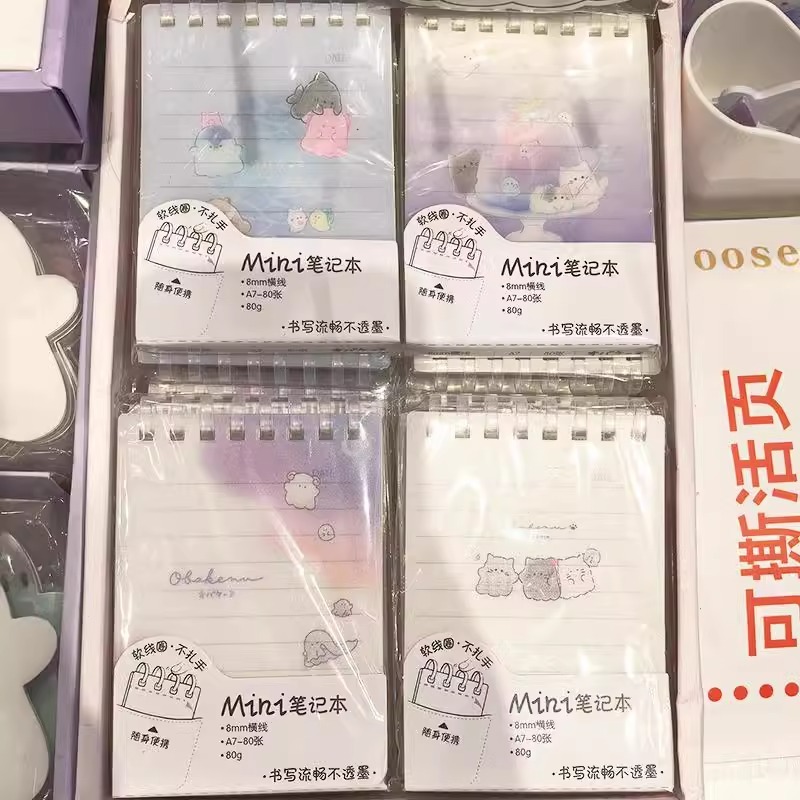 软线圈·不扎手
随身便携
Mini笔记本
•8mm横线
•A7-80张
•80g
·书写流畅不透墨·
软线圈·不扎手
随身便携
Mini笔记本
•8mm横线
•A7-80张
•80g
·书写流畅不透墨·
Obakenu
软线圈·不扎手
随身便携
Mini笔记本
•8mm横线
•A7-80张
•80g
·书写流畅不透墨·
软线圈·不扎手
随身便携
Mini笔记本
•8mm横线
•A7-80张
•80g
·书写流畅不透墨·
oose
可撕活页